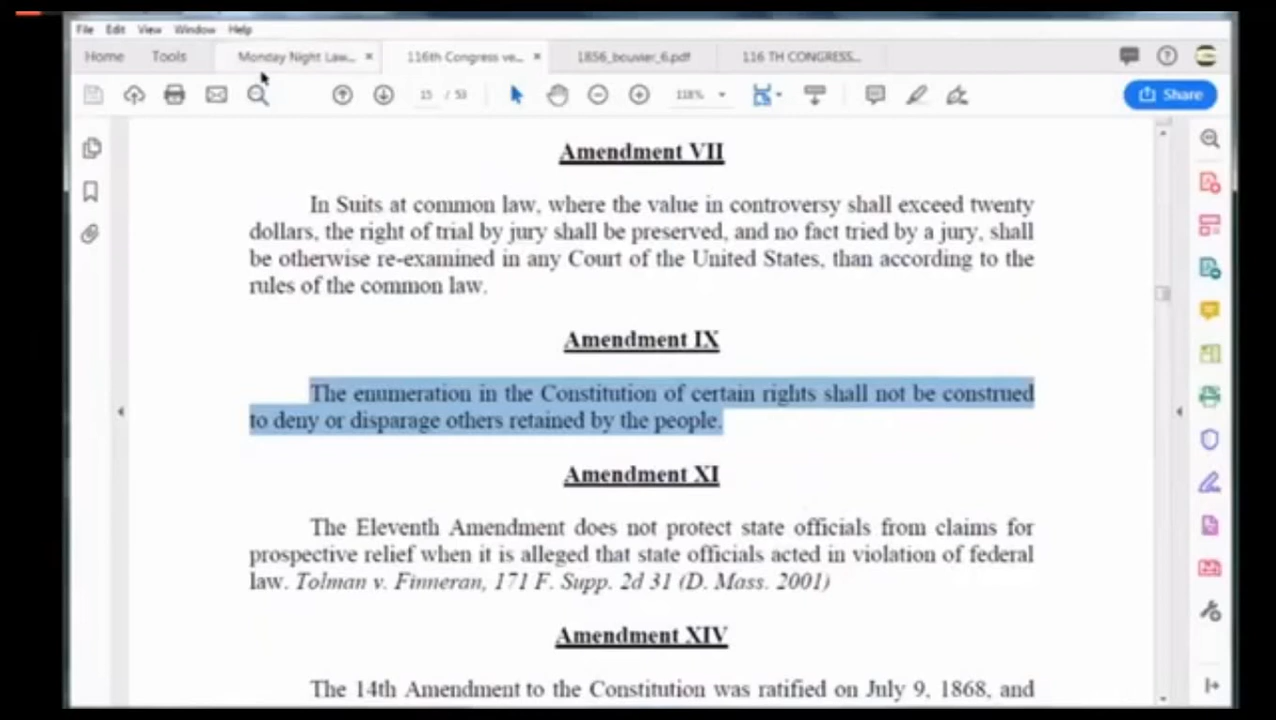 File Edit View Window Help
Home Tools Monday Night Law... × 116th Congress ve... × 1856_bouvier_6.pdf 116 TH CONGRESS...
15 / 53 118% Share
Amendment VII
In Suits at common law, where the value in controversy shall exceed twenty
dollars, the right of trial by jury shall be preserved, and no fact tried by a jury, shall
be otherwise re-examined in any Court of the United States, than according to the
rules of the common law.
Amendment IX
The enumeration in the Constitution of certain rights shall not be construed
to deny or disparage others retained by the people.
Amendment XI
The Eleventh Amendment does not protect state officials from claims for
prospective relief when it is alleged that state officials acted in violation of federal
law. Tolman v. Finneran, 171 F. Supp. 2d 31 (D. Mass. 2001)
Amendment XIV
The 14th Amendment to the Constitution was ratified on July 9, 1868, and